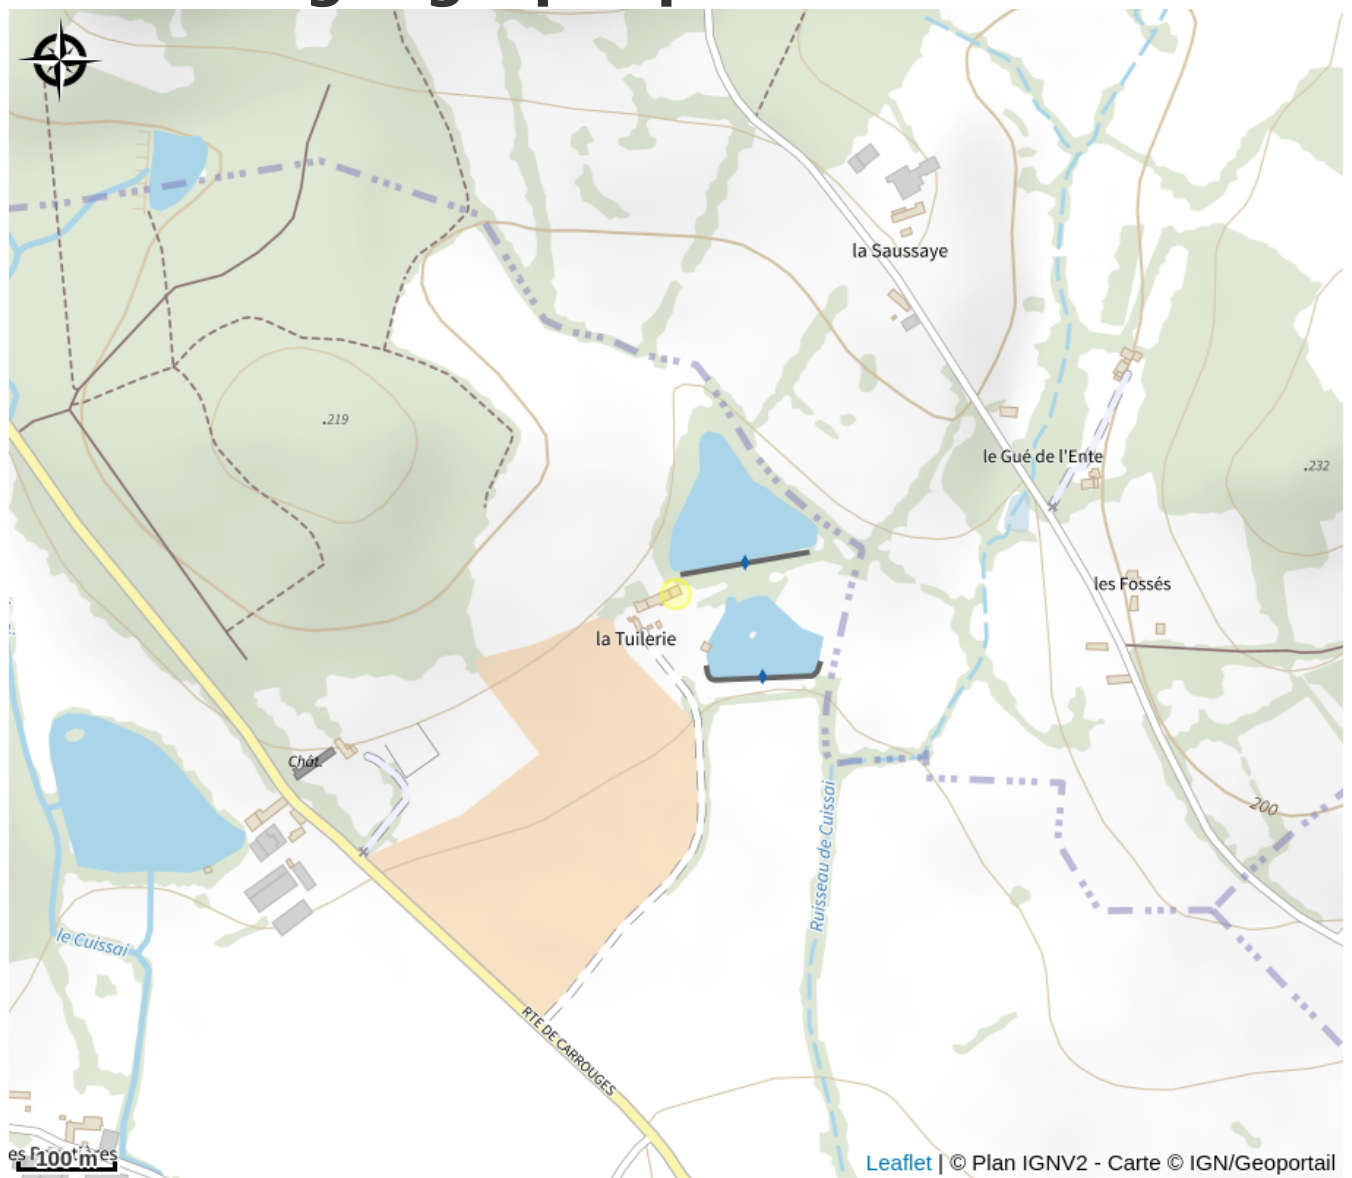 la Saussaye
.219
le Gué de l'Ente
.232
les Fossés
la Tuilerie
Chât.
200
Ruisseau de Cuissai
le Cuissai
RTE DE CARROUGES
100 m
Leaflet | © Plan IGNV2 - Carte © IGN/Geoportail